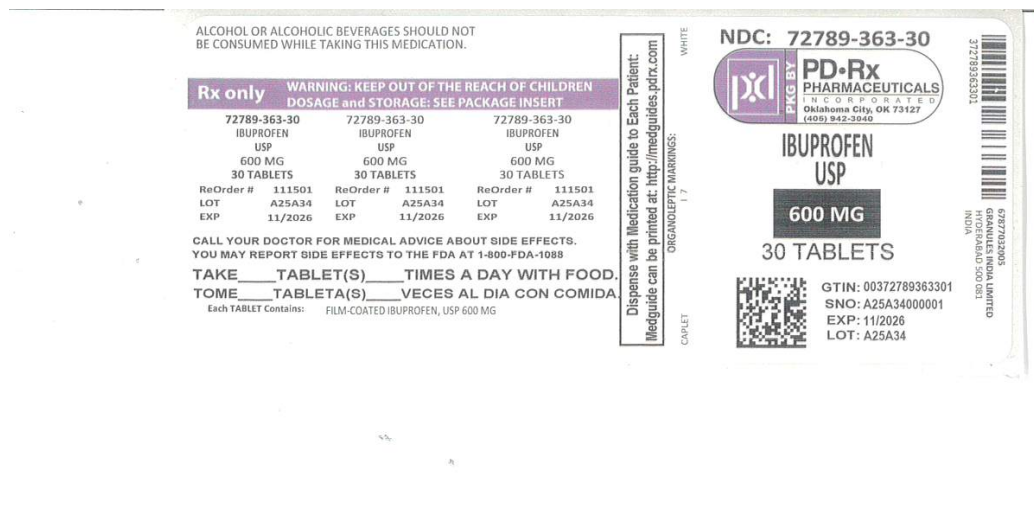 ALCOHOL OR ALCOHOLIC BEVERAGES SHOULD NOT
BE CONSUMED WHILE TAKING THIS MEDICATION.
Rx only
WARNING: KEEP OUT OF THE REACH OF CHILDREN
DOSAGE and STORAGE: SEE PACKAGE INSERT
72789-363-30 72789-363-30 72789-363-30
IBUPROFEN IBUPROFEN IBUPROFEN
USP USP USP
600 MG 600 MG 600 MG
30 TABLETS 30 TABLETS 30 TABLETS
ReOrder # 111501 ReOrder # 111501 ReOrder # 111501
LOT A25A34 LOT A25A34 LOT A25A34
EXP 11/2026 EXP 11/2026 EXP 11/2026
CALL YOUR DOCTOR FOR MEDICAL ADVICE ABOUT SIDE EFFECTS.
YOU MAY REPORT SIDE EFFECTS TO THE FDA AT 1-800-FDA-1088
TAKE____TABLET(S)____TIMES A DAY WITH FOOD.
TOME____TABLETA(S)____VECES AL DIA CON COMIDA.
Each TABLET Contains: FILM-COATED IBUPROFEN, USP 600 MG
Dispense with Medication guide to Each Patient:
Medguide can be printed at: http://medguides.pdrx.com
ORGANOLEPTIC MARKINGS:
I 7
CAPLET WHITE
NDC: 72789-363-30
PKG BY
PD•Rx
PHARMACEUTICALS
INCORPORATED
Oklahoma City, OK 73127
(405) 942-3040
IBUPROFEN
USP
600 MG
30 TABLETS
GTIN: 00372789363301
SNO: A25A34000001
EXP: 11/2026
LOT: A25A34
372789363301
67877032005
GRANULES INDIA LIMITED
HYDERABAD 500 081
INDIA